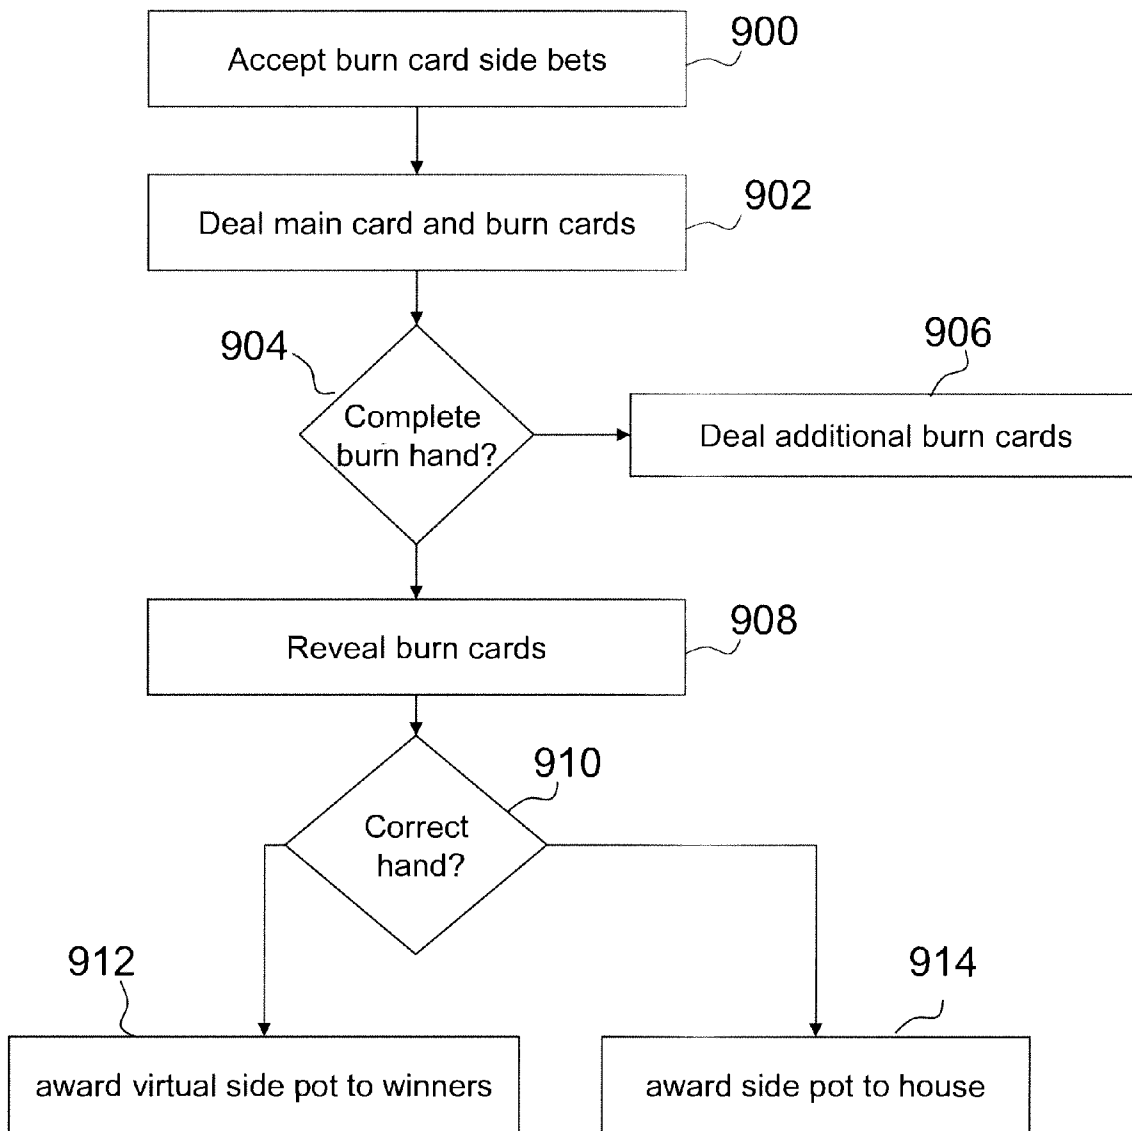 Accept burn card side bets
900
Deal main card and burn cards
902
904
906
Complete
burn hand?
Deal additional burn cards
Reveal burn cards
908
910
Correct
hand?
912
914
award virtual side pot to winners
award side pot to house